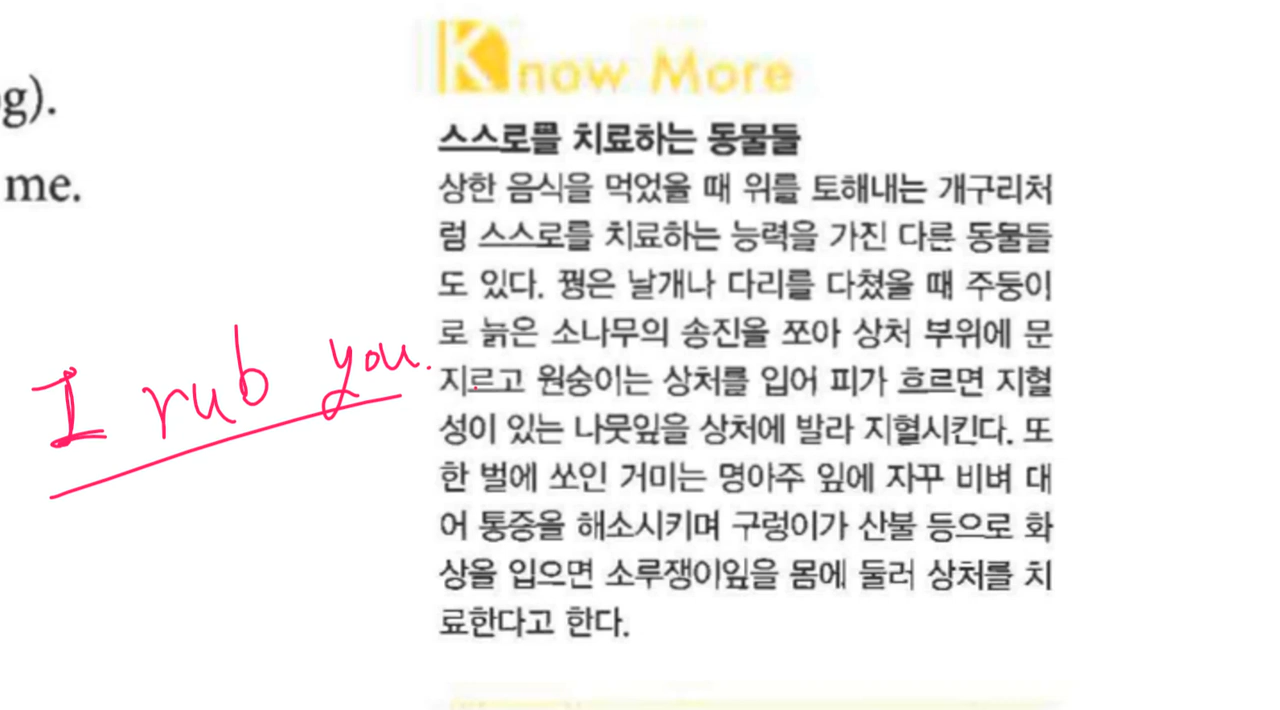 Know More
g).
스스로를 치료하는 동물들
me.
상한 음식을 먹었을 때 위를 토해내는 개구리처
럼 스스로를 치료하는 능력을 가진 다른 동물들
도 있다. 꿩은 날개나 다리를 다쳤을 때 주둥이
로 늙은 소나무의 송진을 쪼아 상처 부위에 문
I rub you.
지르고 원숭이는 상처를 입어 피가 흐르면 지혈
성이 있는 나뭇잎을 상처에 발라 지혈시킨다. 또
한 벌에 쏘인 거미는 명아주 잎에 자꾸 비벼 대
어 통증을 해소시키며 구렁이가 산불 등으로 화
상을 입으면 소루쟁이잎을 몸에 둘러 상처를 치
료한다고 한다.